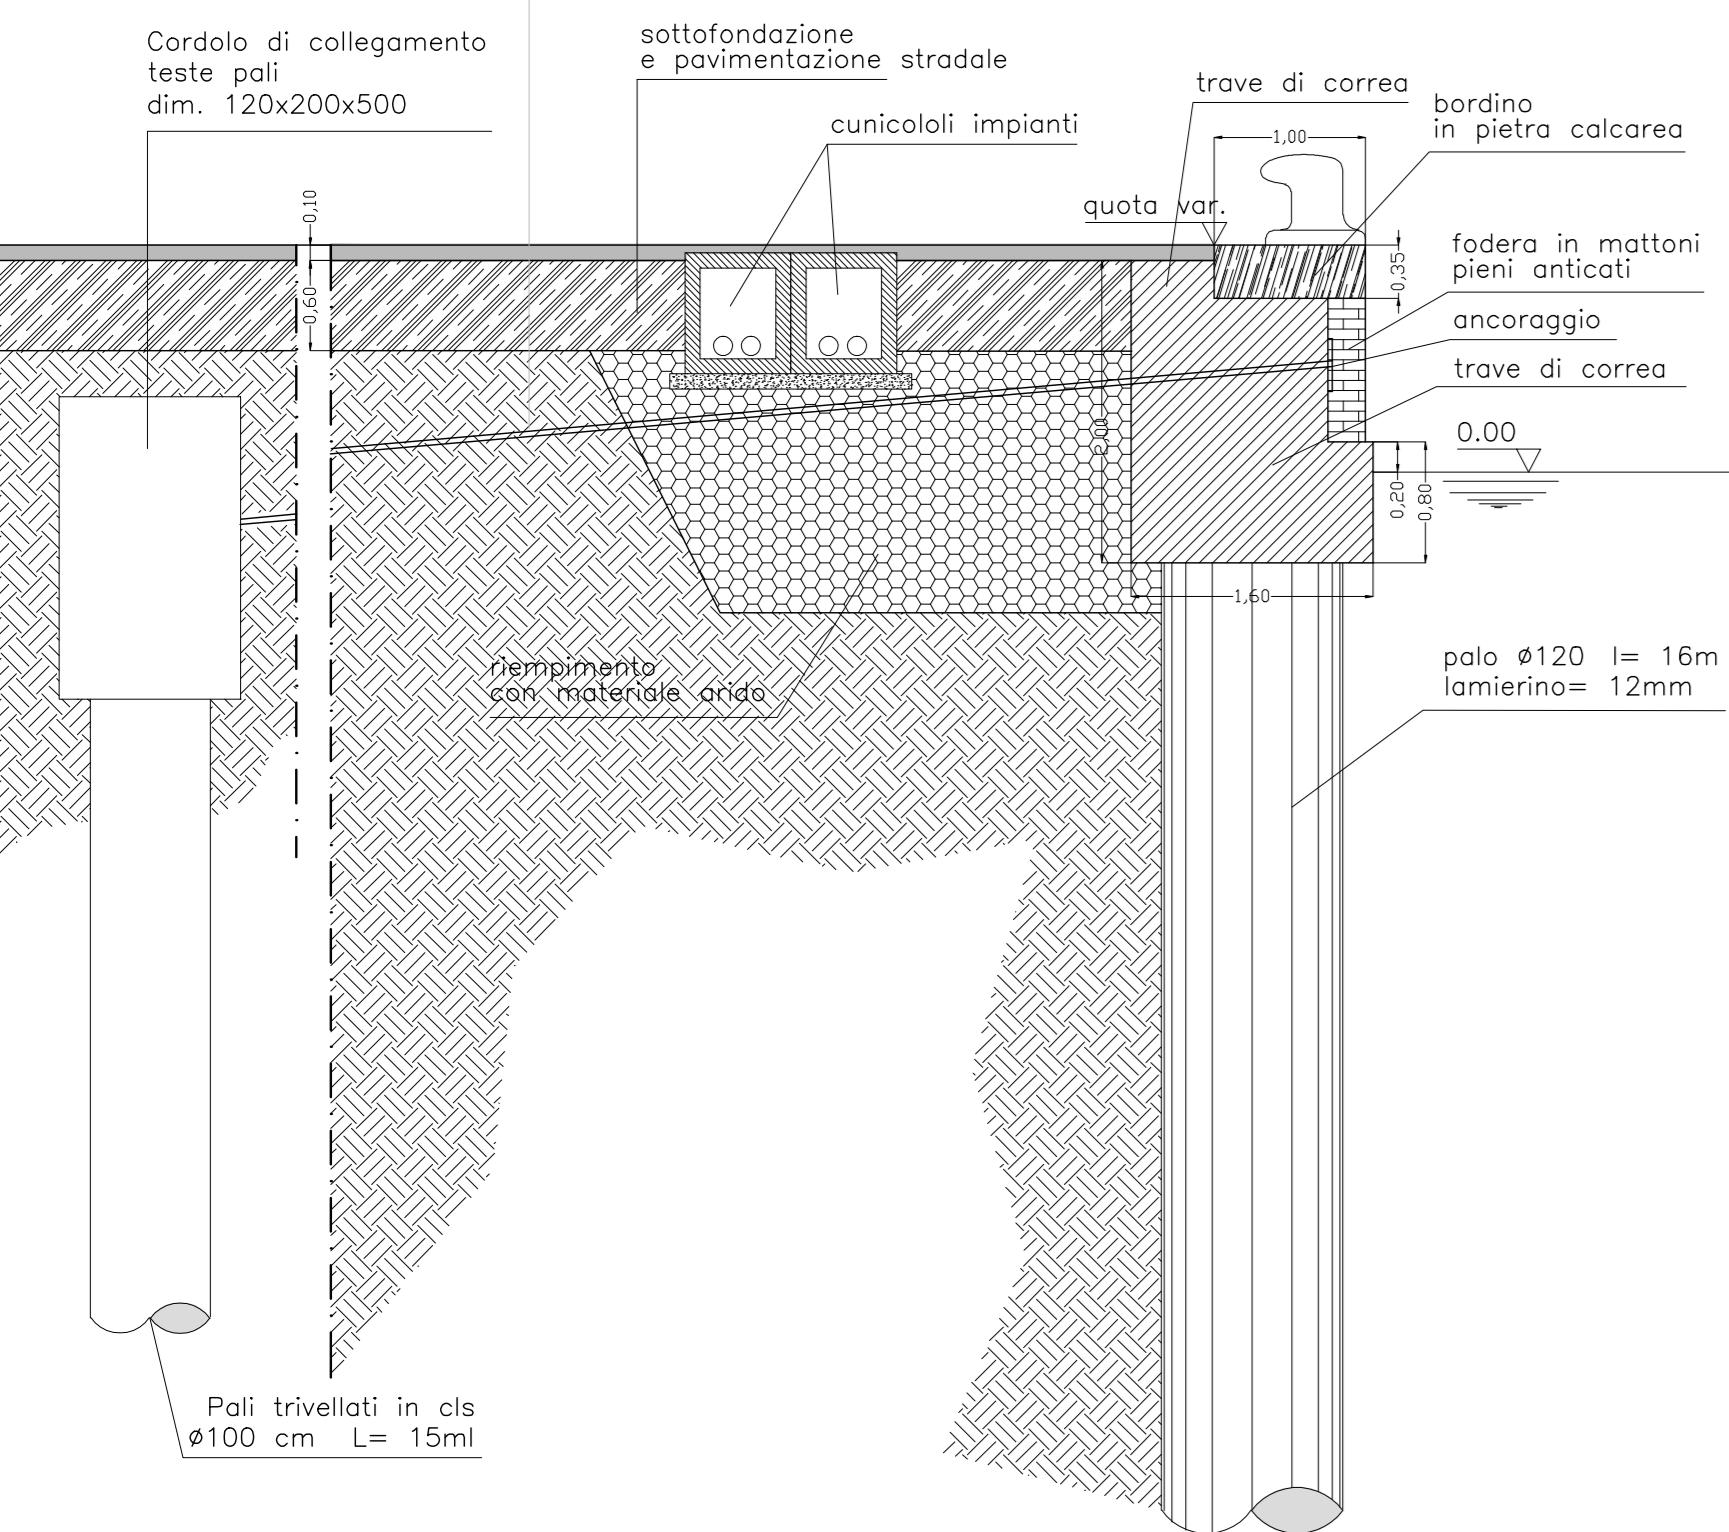 Cordolo di collegamento
teste pali
dim. 120x200x500
sottofondazione
e pavimentazione stradale
cunicololi impianti
trave di correa
bordino
in pietra calcarea
1,00
quota var.
0,10
0,60
fodera in mattoni
pieni anticati
0,35
ancoraggio
trave di correa
0.00
2,00
0,20
0,80
1,60
riempimento
con materiale arido
palo Ø120 l= 16m
lamierino= 12mm
Pali trivellati in cls
Ø100 cm L= 15ml